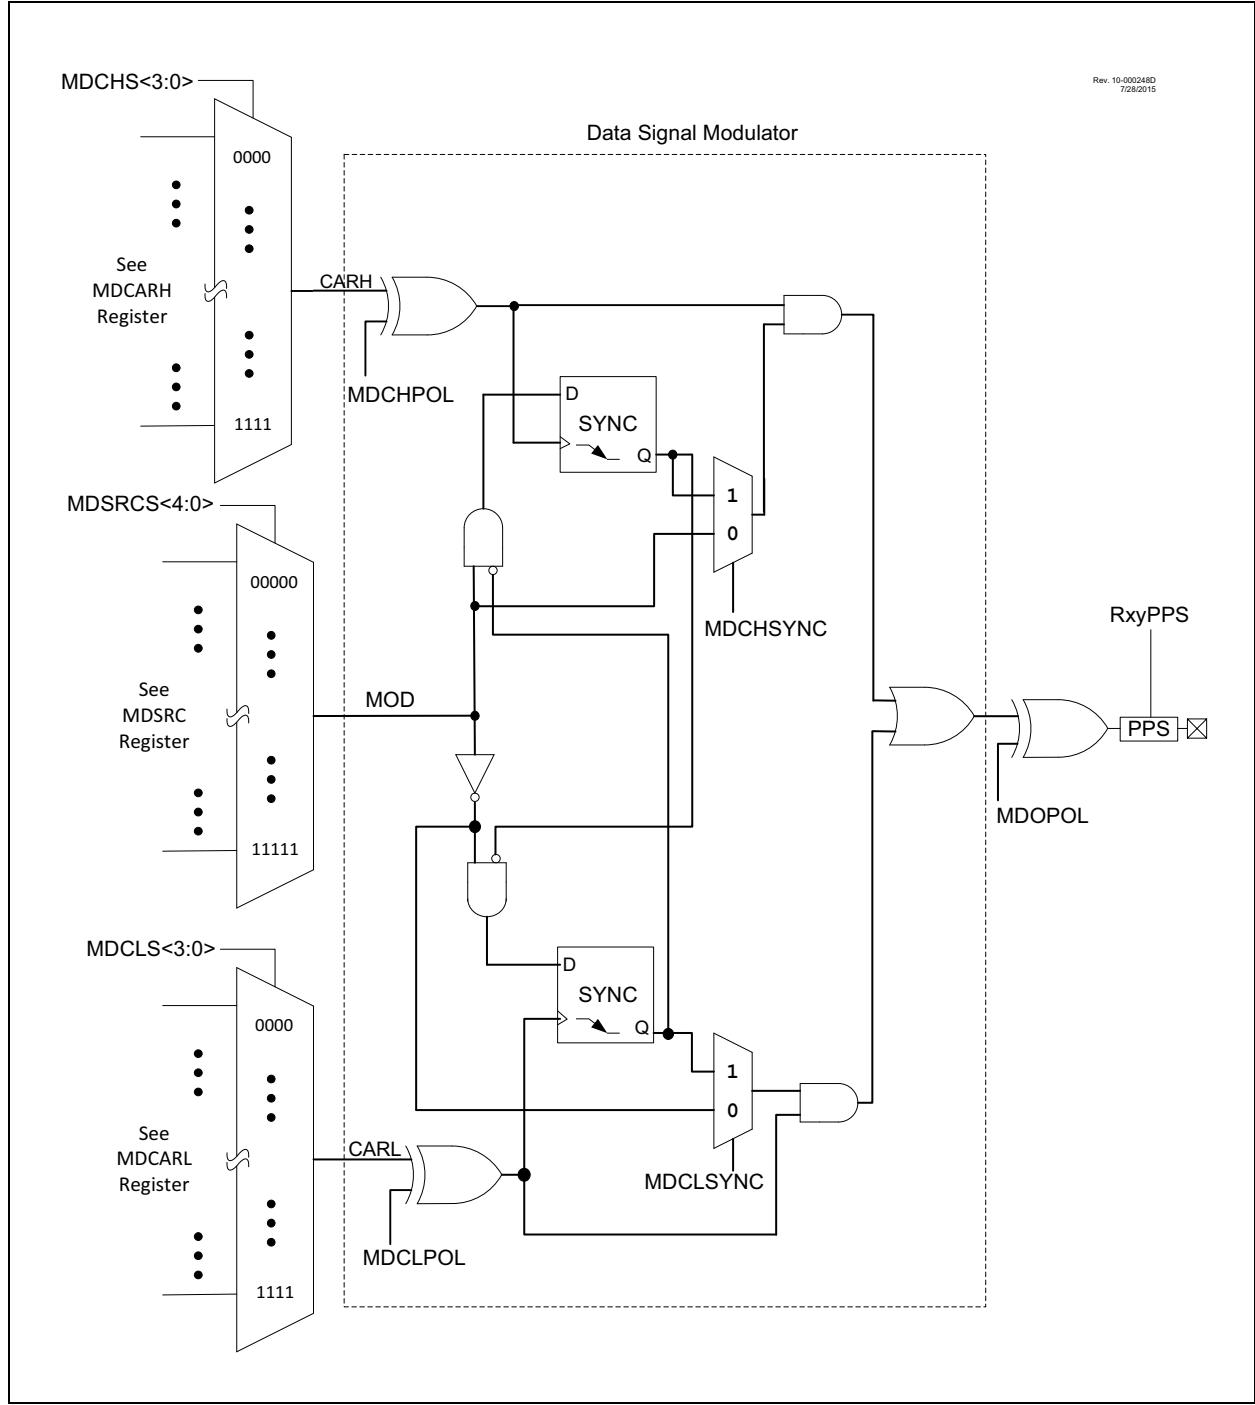 Rev. 10-000248D
7/28/2015
MDCHS<3:0>
Data Signal Modulator
0000
See
MDCARH
Register
CARH
1111
MDCHPOL
D
SYNC
Q
1
0
MDCHSYNC
MDSRCS<4:0>
00000
RxyPPS
See
MDSRC
Register
MOD
PPS
MDOPOL
11111
MDCLS<3:0>
D
SYNC
Q
0000
1
0
See
MDCARL
Register
CARL
MDCLSYNC
MDCLPOL
1111